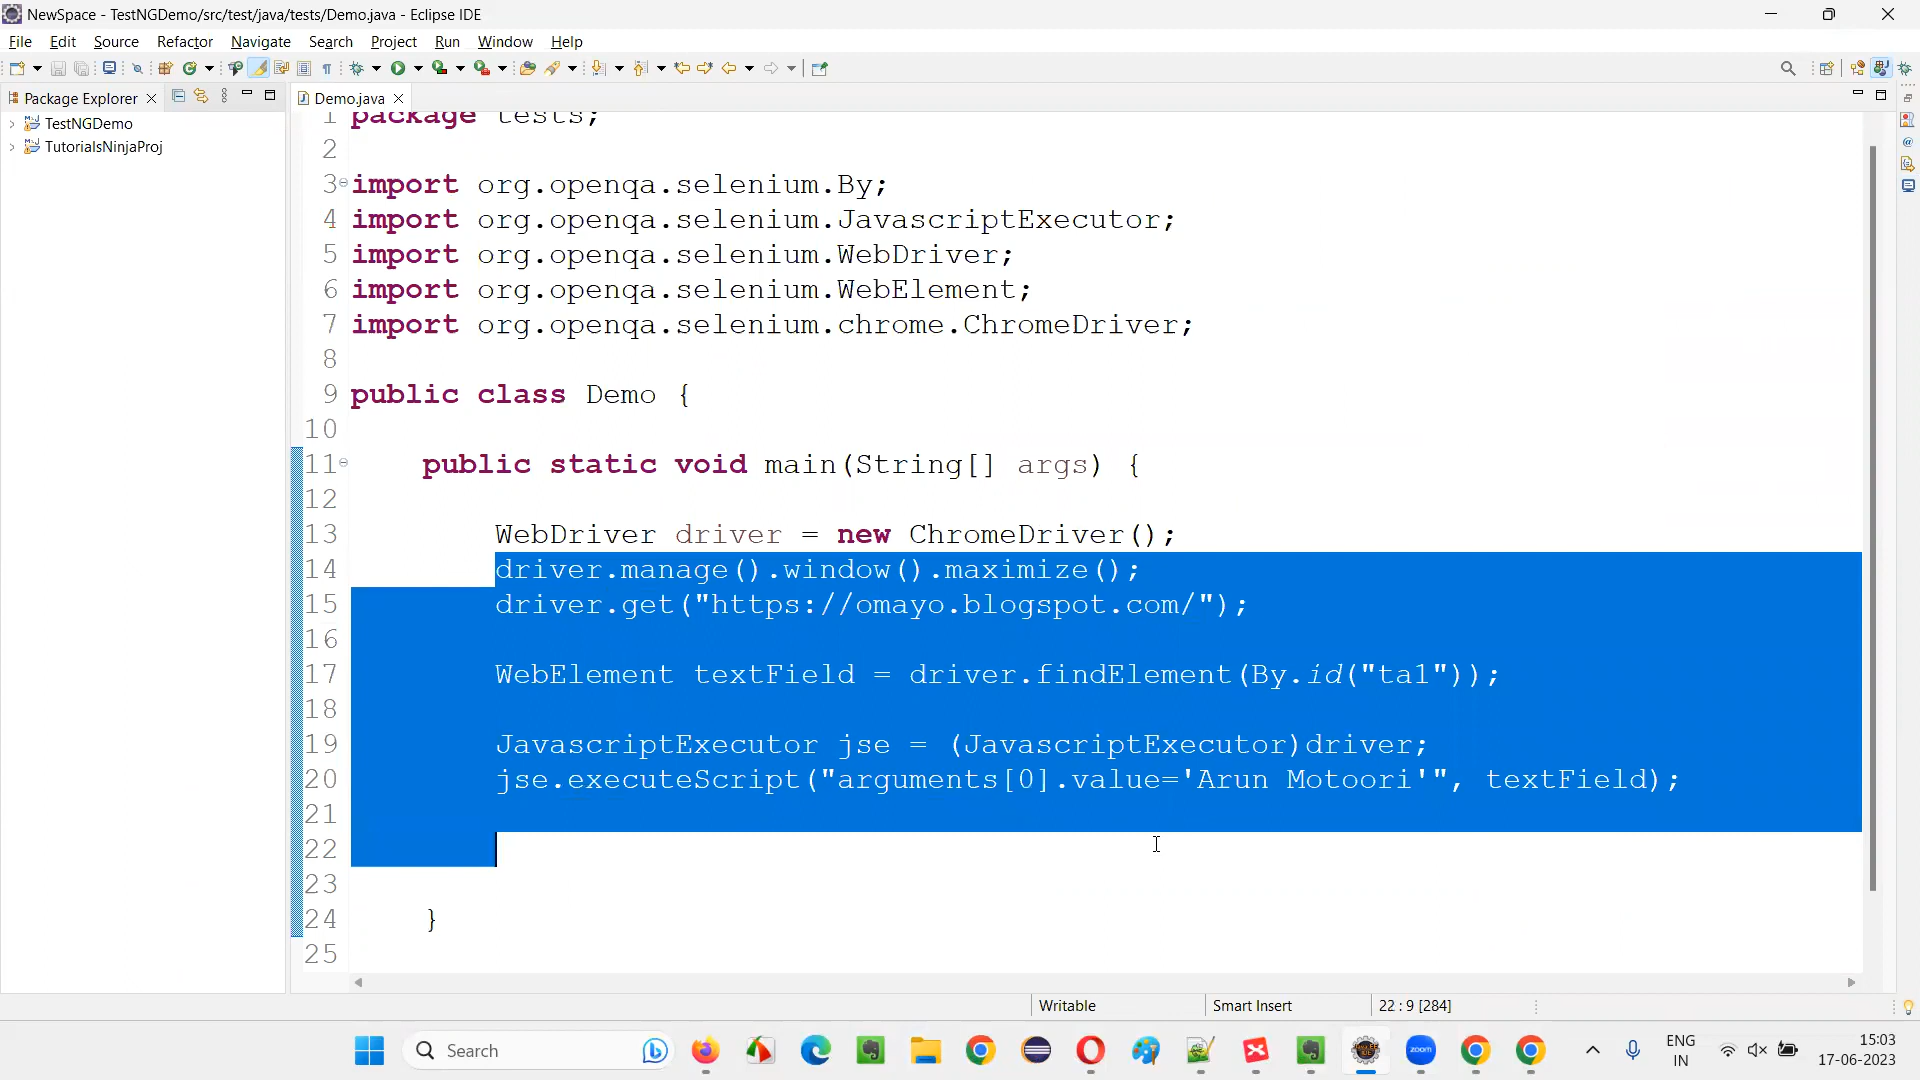 NewSpace - TestNGDemo/src/test/java/tests/Demo.java - Eclipse IDE
File Edit Source Refactor Navigate Search Project Run Window Help
Package Explorer
Demo.java
TestNGDemo
TutorialsNinjaProj
1 package tests;
2
3 import org.openqa.selenium.By;
4 import org.openqa.selenium.JavascriptExecutor;
5 import org.openqa.selenium.WebDriver;
6 import org.openqa.selenium.WebElement;
7 import org.openqa.selenium.chrome.ChromeDriver;
8
9 public class Demo {
10
11 public static void main(String[] args) {
12
13 WebDriver driver = new ChromeDriver();
14 driver.manage().window().maximize();
15 driver.get("https://omayo.blogspot.com/");
16
17 WebElement textField = driver.findElement(By.id("ta1"));
18
19 JavascriptExecutor jse = (JavascriptExecutor)driver;
20 jse.executeScript("arguments[0].value='Arun Motoori'", textField);
21
22
23
24 }
25
Writable Smart Insert 22 : 9 [284]
Search
zoom
ENG
IN
15:03
17-06-2023